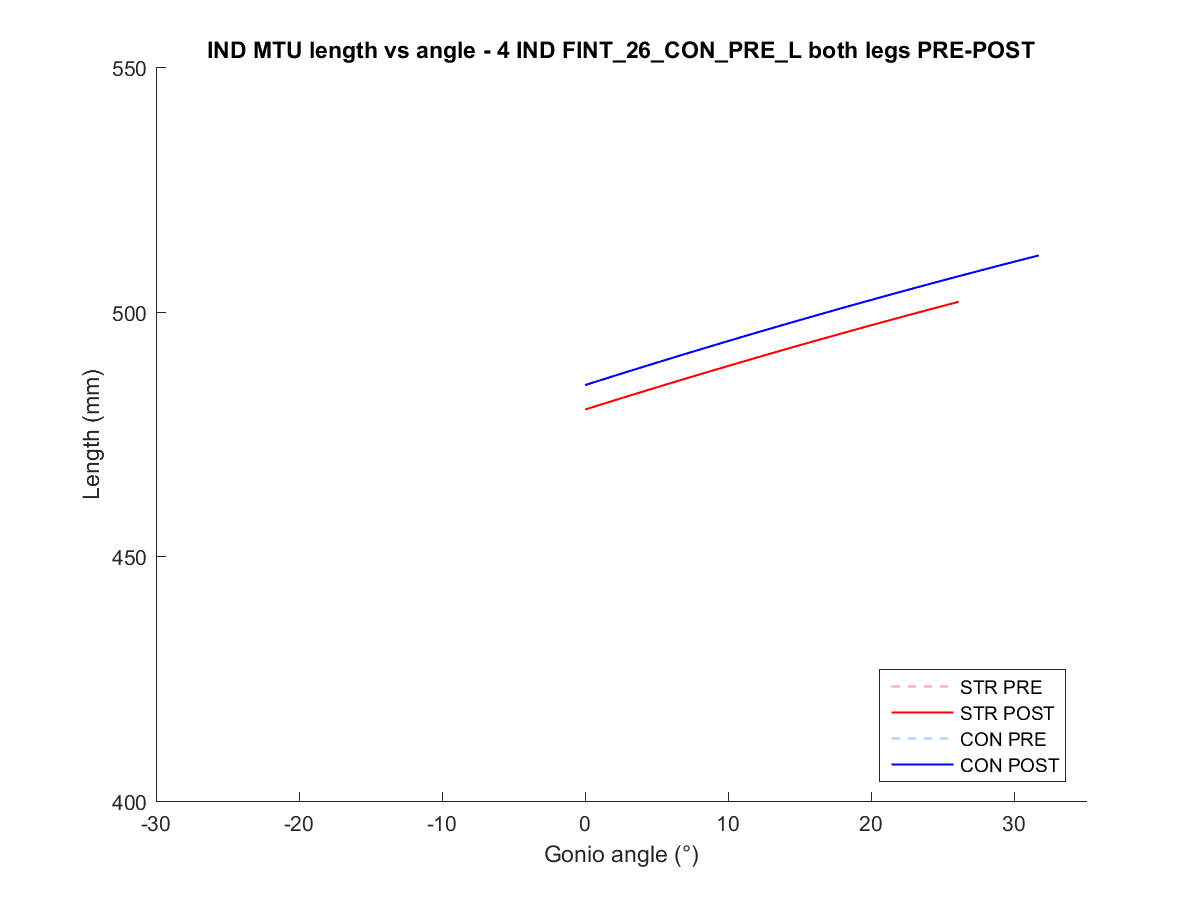 IND MTU length vs angle - 4 IND FINT_26_CON_PRE_L both legs PRE-POST
550
500
450
400
Length (mm)
-30 -20 -10 0 10 20 30
Gonio angle (°)
STR PRE
STR POST
CON PRE
CON POST